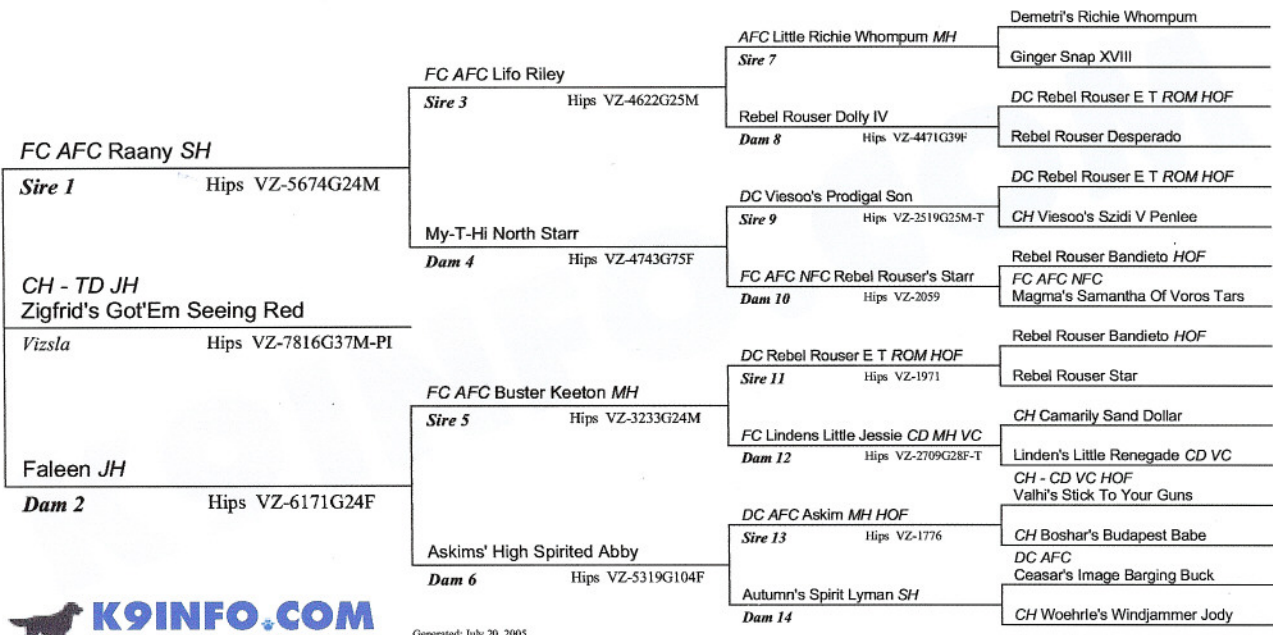 FC AFC Raany SH
Sire 1 Hips VZ-5674G24M
CH - TD JH
Zigfrid's Got'Em Seeing Red
Vizsla Hips VZ-7816G37M-PI
Faleen JH
Dam 2 Hips VZ-6171G24F
FC AFC Lifo Riley
Sire 3 Hips VZ-4622G25M
My-T-Hi North Starr
Dam 4 Hips VZ-4743G75F
FC AFC Buster Keeton MH
Sire 5 Hips VZ-3233G24M
Askims' High Spirited Abby
Dam 6 Hips VZ-5319G104F
AFC Little Richie Whompum MH
Sire 7
Rebel Rouser Dolly IV
Dam 8 Hips VZ-4471G39F
DC Viesoo's Prodigal Son
Sire 9 Hips VZ-2519G25M-T
FC AFC NFC Rebel Rouser's Starr
Dam 10 Hips VZ-2059
DC Rebel Rouser E T ROM HOF
Sire 11 Hips VZ-1971
FC Lindens Little Jessie CD MH VC
Dam 12 Hips VZ-2709G28F-T
DC AFC Askim MH HOF
Sire 13 Hips VZ-1776
Autumn's Spirit Lyman SH
Dam 14
Demetri's Richie Whompum
Ginger Snap XVIII
DC Rebel Rouser E T ROM HOF
Rebel Rouser Desperado
DC Rebel Rouser E T ROM HOF
CH Viesoo's Szidi V Penlee
Rebel Rouser Bandieto HOF
FC AFC NFC
Magma's Samantha Of Voros Tars
Rebel Rouser Bandieto HOF
Rebel Rouser Star
CH Camarily Sand Dollar
Linden's Little Renegade CD VC
CH - CD VC HOF
Valhi's Stick To Your Guns
CH Boshar's Budapest Babe
DC AFC
Ceasar's Image Barging Buck
CH Woehrle's Windjammer Jody
K9INFO.COM
Generated: July 20, 2005